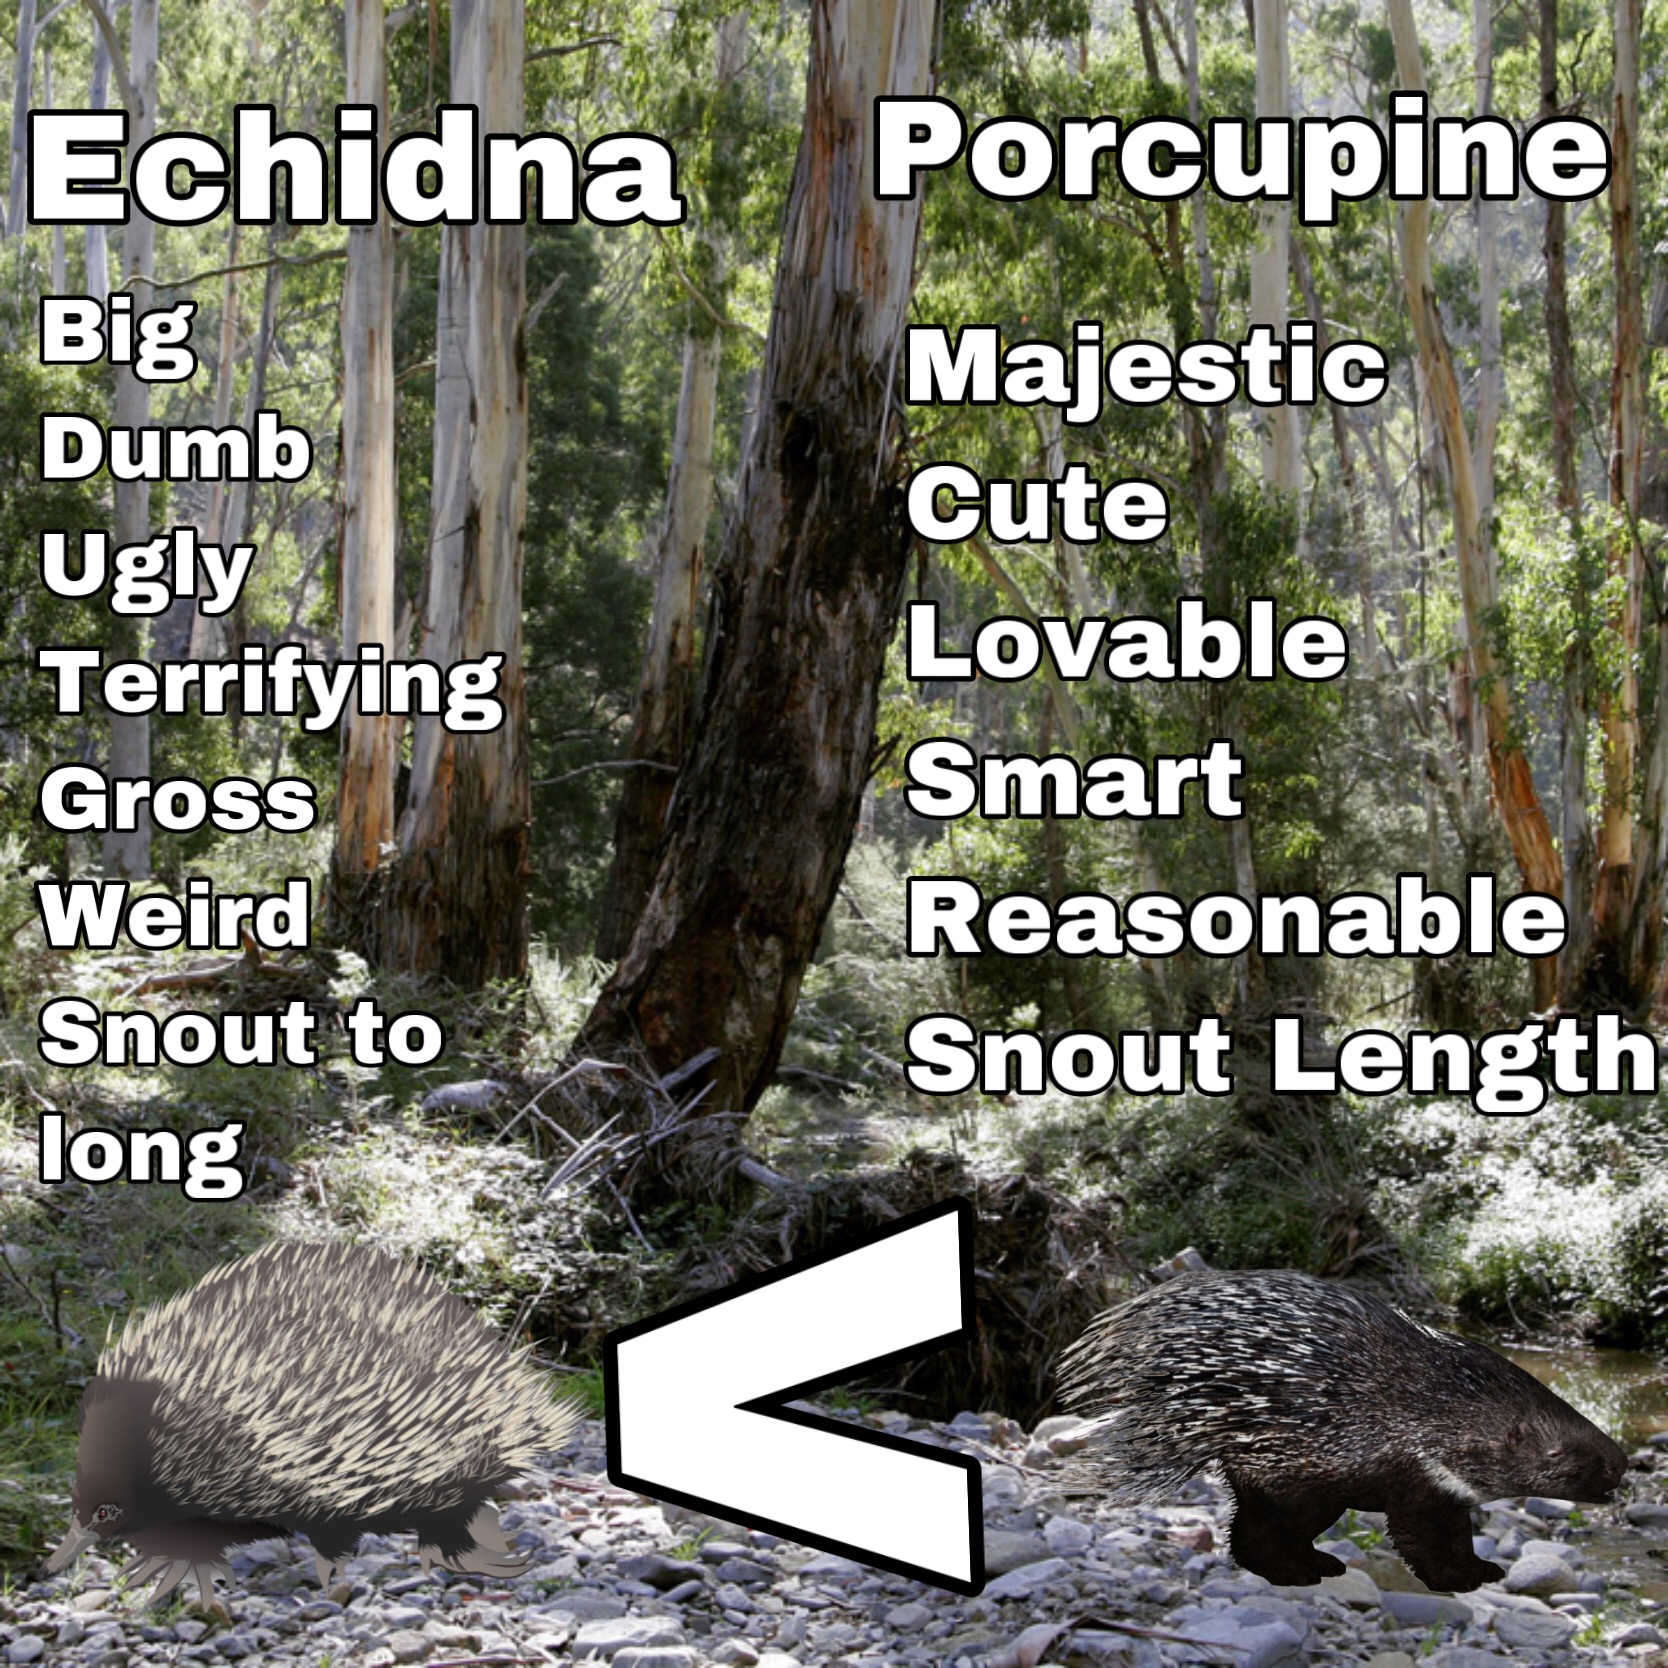 Echidna
Big
Dumb
Ugly
Terrifying
Gross
Weird
Snout to
long
Porcupine
Majestic
Cute
Lovable
Smart
Reasonable
Snout Length
<